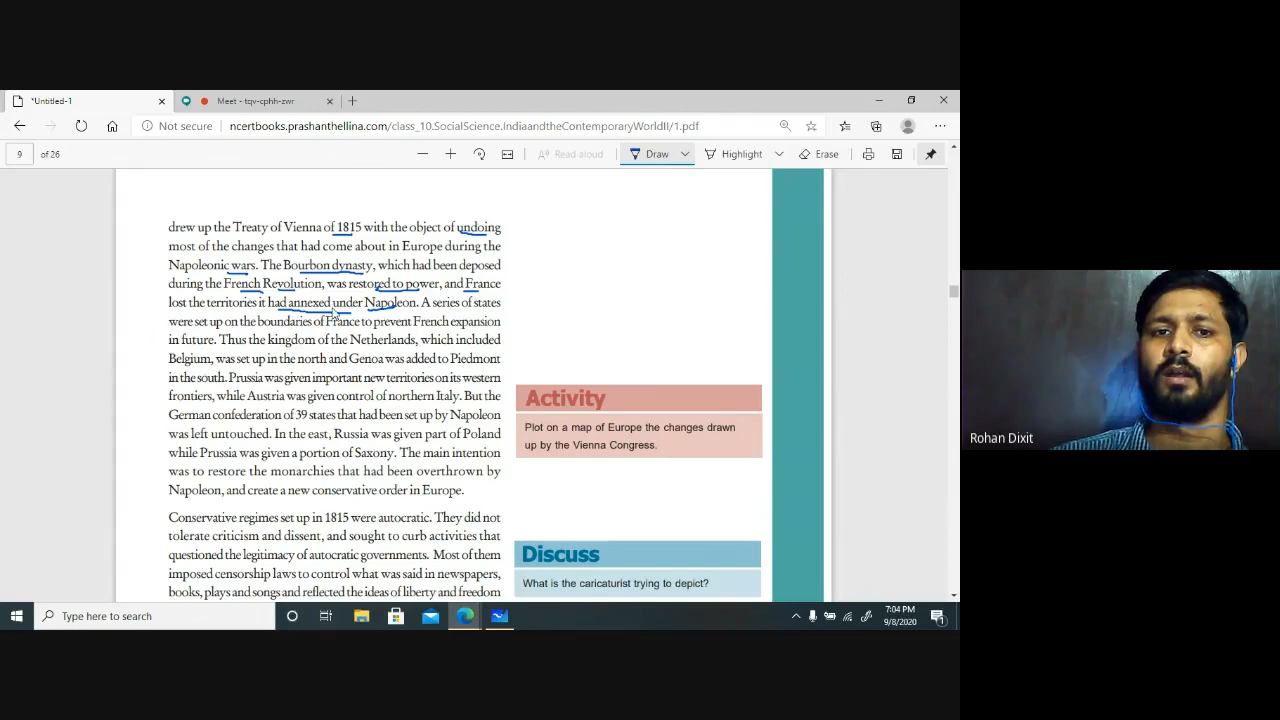 *Untitled-1
Meet - tqv-cphh-zwr
Not secure
ncertbooks.prashanthellina.com/class_10.SocialScience.IndiaandtheContemporaryWorldII/1.pdf
9 of 26
Read aloud
Draw
Highlight
Erase
drew up the Treaty of Vienna of 1815 with the object of undoing
most of the changes that had come about in Europe during the
Napoleonic wars. The Bourbon dynasty, which had been deposed
during the French Revolution, was restored to power, and France
lost the territories it had annexed under Napoleon. A series of states
were set up on the boundaries of France to prevent French expansion
in future. Thus the kingdom of the Netherlands, which included
Belgium, was set up in the north and Genoa was added to Piedmont
in the south. Prussia was given important new territories on its western
frontiers, while Austria was given control of northern Italy. But the
German confederation of 39 states that had been set up by Napoleon
was left untouched. In the east, Russia was given part of Poland
while Prussia was given a portion of Saxony. The main intention
was to restore the monarchies that had been overthrown by
Napoleon, and create a new conservative order in Europe.
Conservative regimes set up in 1815 were autocratic. They did not
tolerate criticism and dissent, and sought to curb activities that
questioned the legitimacy of autocratic governments. Most of them
imposed censorship laws to control what was said in newspapers,
books, plays and songs and reflected the ideas of liberty and freedom
Activity
Plot on a map of Europe the changes drawn
up by the Vienna Congress.
Discuss
What is the caricaturist trying to depict?
Rohan Dixit
Type here to search
7:04 PM
9/8/2020
1